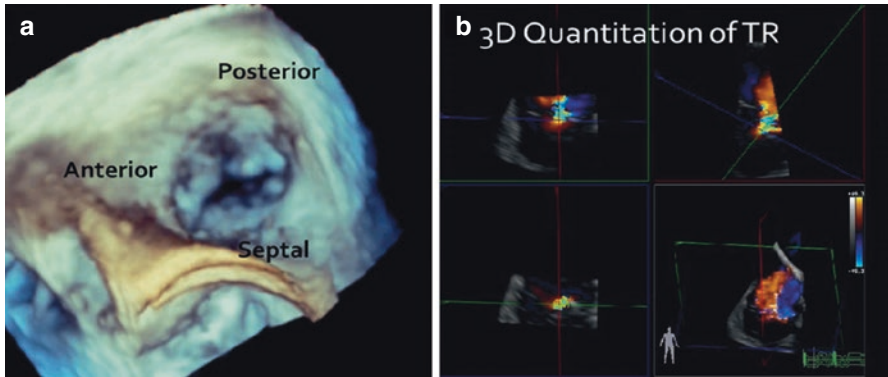 a
Posterior
Anterior
Septal
b
3D Quantitation of TR